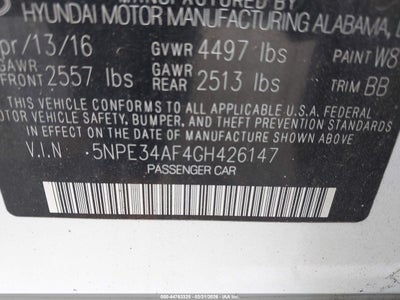 HYUNDAI MOTOR MANUFACTURING ALABAMA,
pr/13/16 GVWR 4497 lbs PAINT W8
GAWR FRONT 2557 lbs GAWR REAR 2513 lbs TRIM BB
THIS VEHICLE CONFORMS TO ALL APPLICABLE U.S.A. FEDERAL
MOTOR VEHICLE SAFETY, BUMPER, AND THEFT PREVENTION
STANDARDS IN EFFECT ON THE DATE OF MANUFACTURE SHOWN ABOVE.
V.I.N : 5NPE34AF4GH426147
PASSENGER CAR